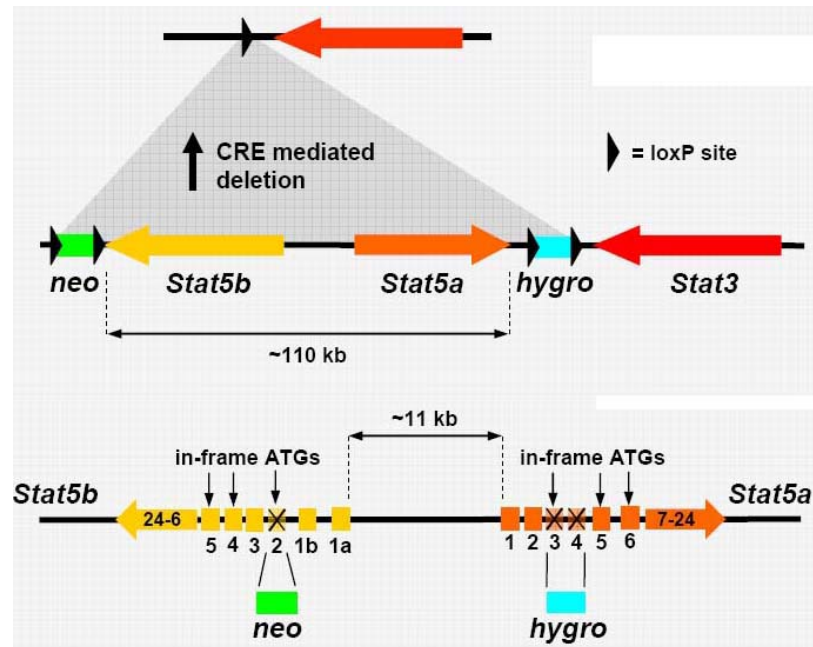 CRE mediated
deletion
= loxP site
neo Stat5b Stat5a hygro Stat3
~110 kb
~11 kb
in-frame ATGs in-frame ATGs
Stat5b Stat5a
24-6 7-24
5 4 3 2 1b 1a 1 2 3 4 5 6
neo hygro